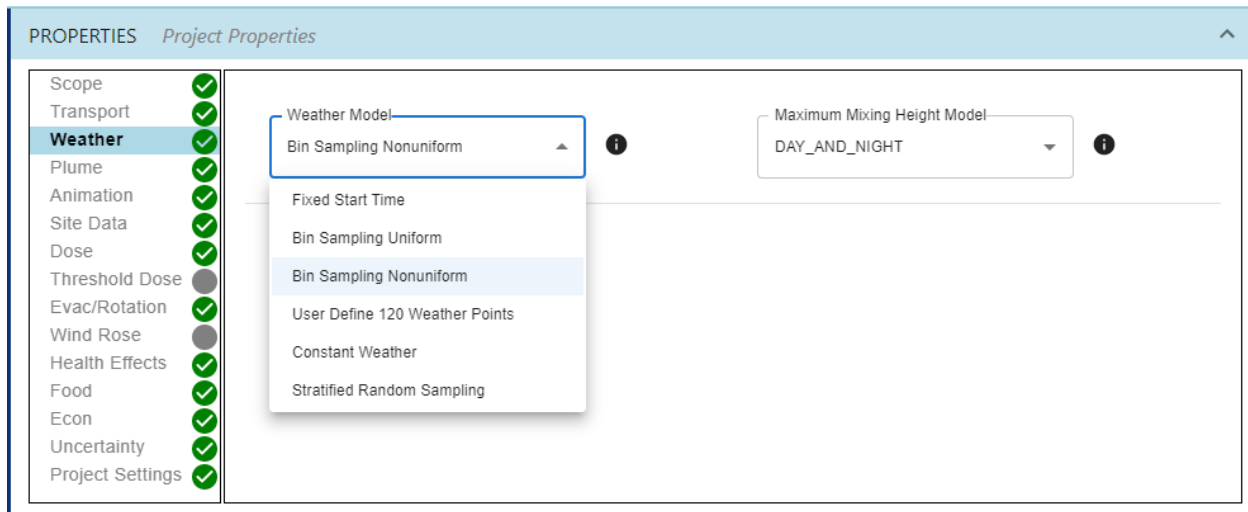 PROPERTIES Project Properties
Scope
Transport
Weather
Plume
Animation
Site Data
Dose
Threshold Dose
Evac/Rotation
Wind Rose
Health Effects
Food
Econ
Uncertainty
Project Settings
Weather Model
Bin Sampling Nonuniform
Fixed Start Time
Bin Sampling Uniform
Bin Sampling Nonuniform
User Define 120 Weather Points
Constant Weather
Stratified Random Sampling
Maximum Mixing Height Model
DAY_AND_NIGHT